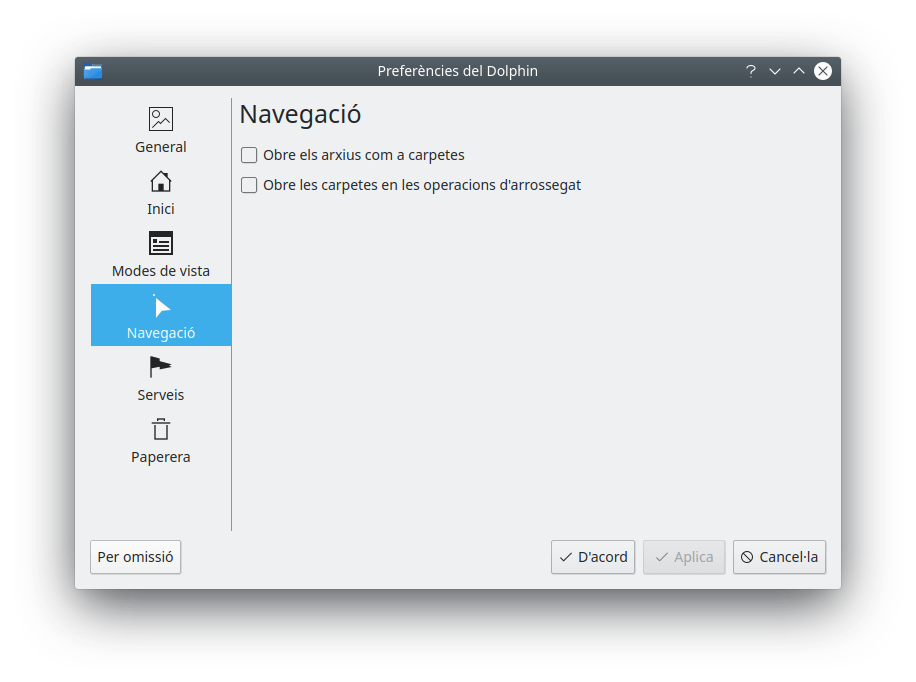 Preferències del Dolphin
General
Inici
Modes de vista
Navegació
Serveis
Paperera
Navegació
Obre els arxius com a carpetes
Obre les carpetes en les operacions d'arrossegat
Per omissió
D'acord
Aplica
Cancel·la